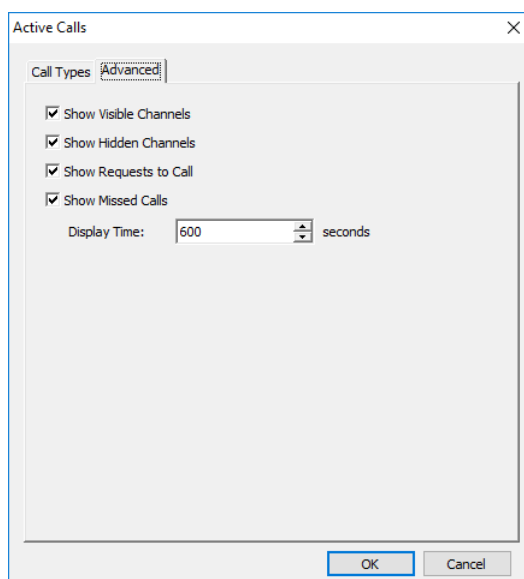 Active Calls
Call Types Advanced
Show Visible Channels
Show Hidden Channels
Show Requests to Call
Show Missed Calls
Display Time: 600 seconds
OK Cancel